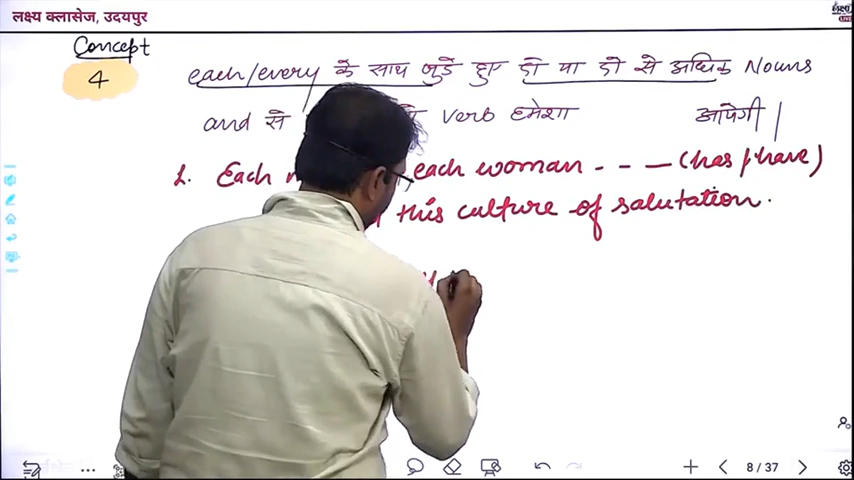 लक्ष्य क्लासेज, उदयपुर
LIVE
Concept
4
each/every के साथ जुड़े हुए दो या दो से अधिक Nouns
and से verb हमेशा आयेगी |
1. Each each woman - - - (has/have)
this culture of salutation.
8 / 37